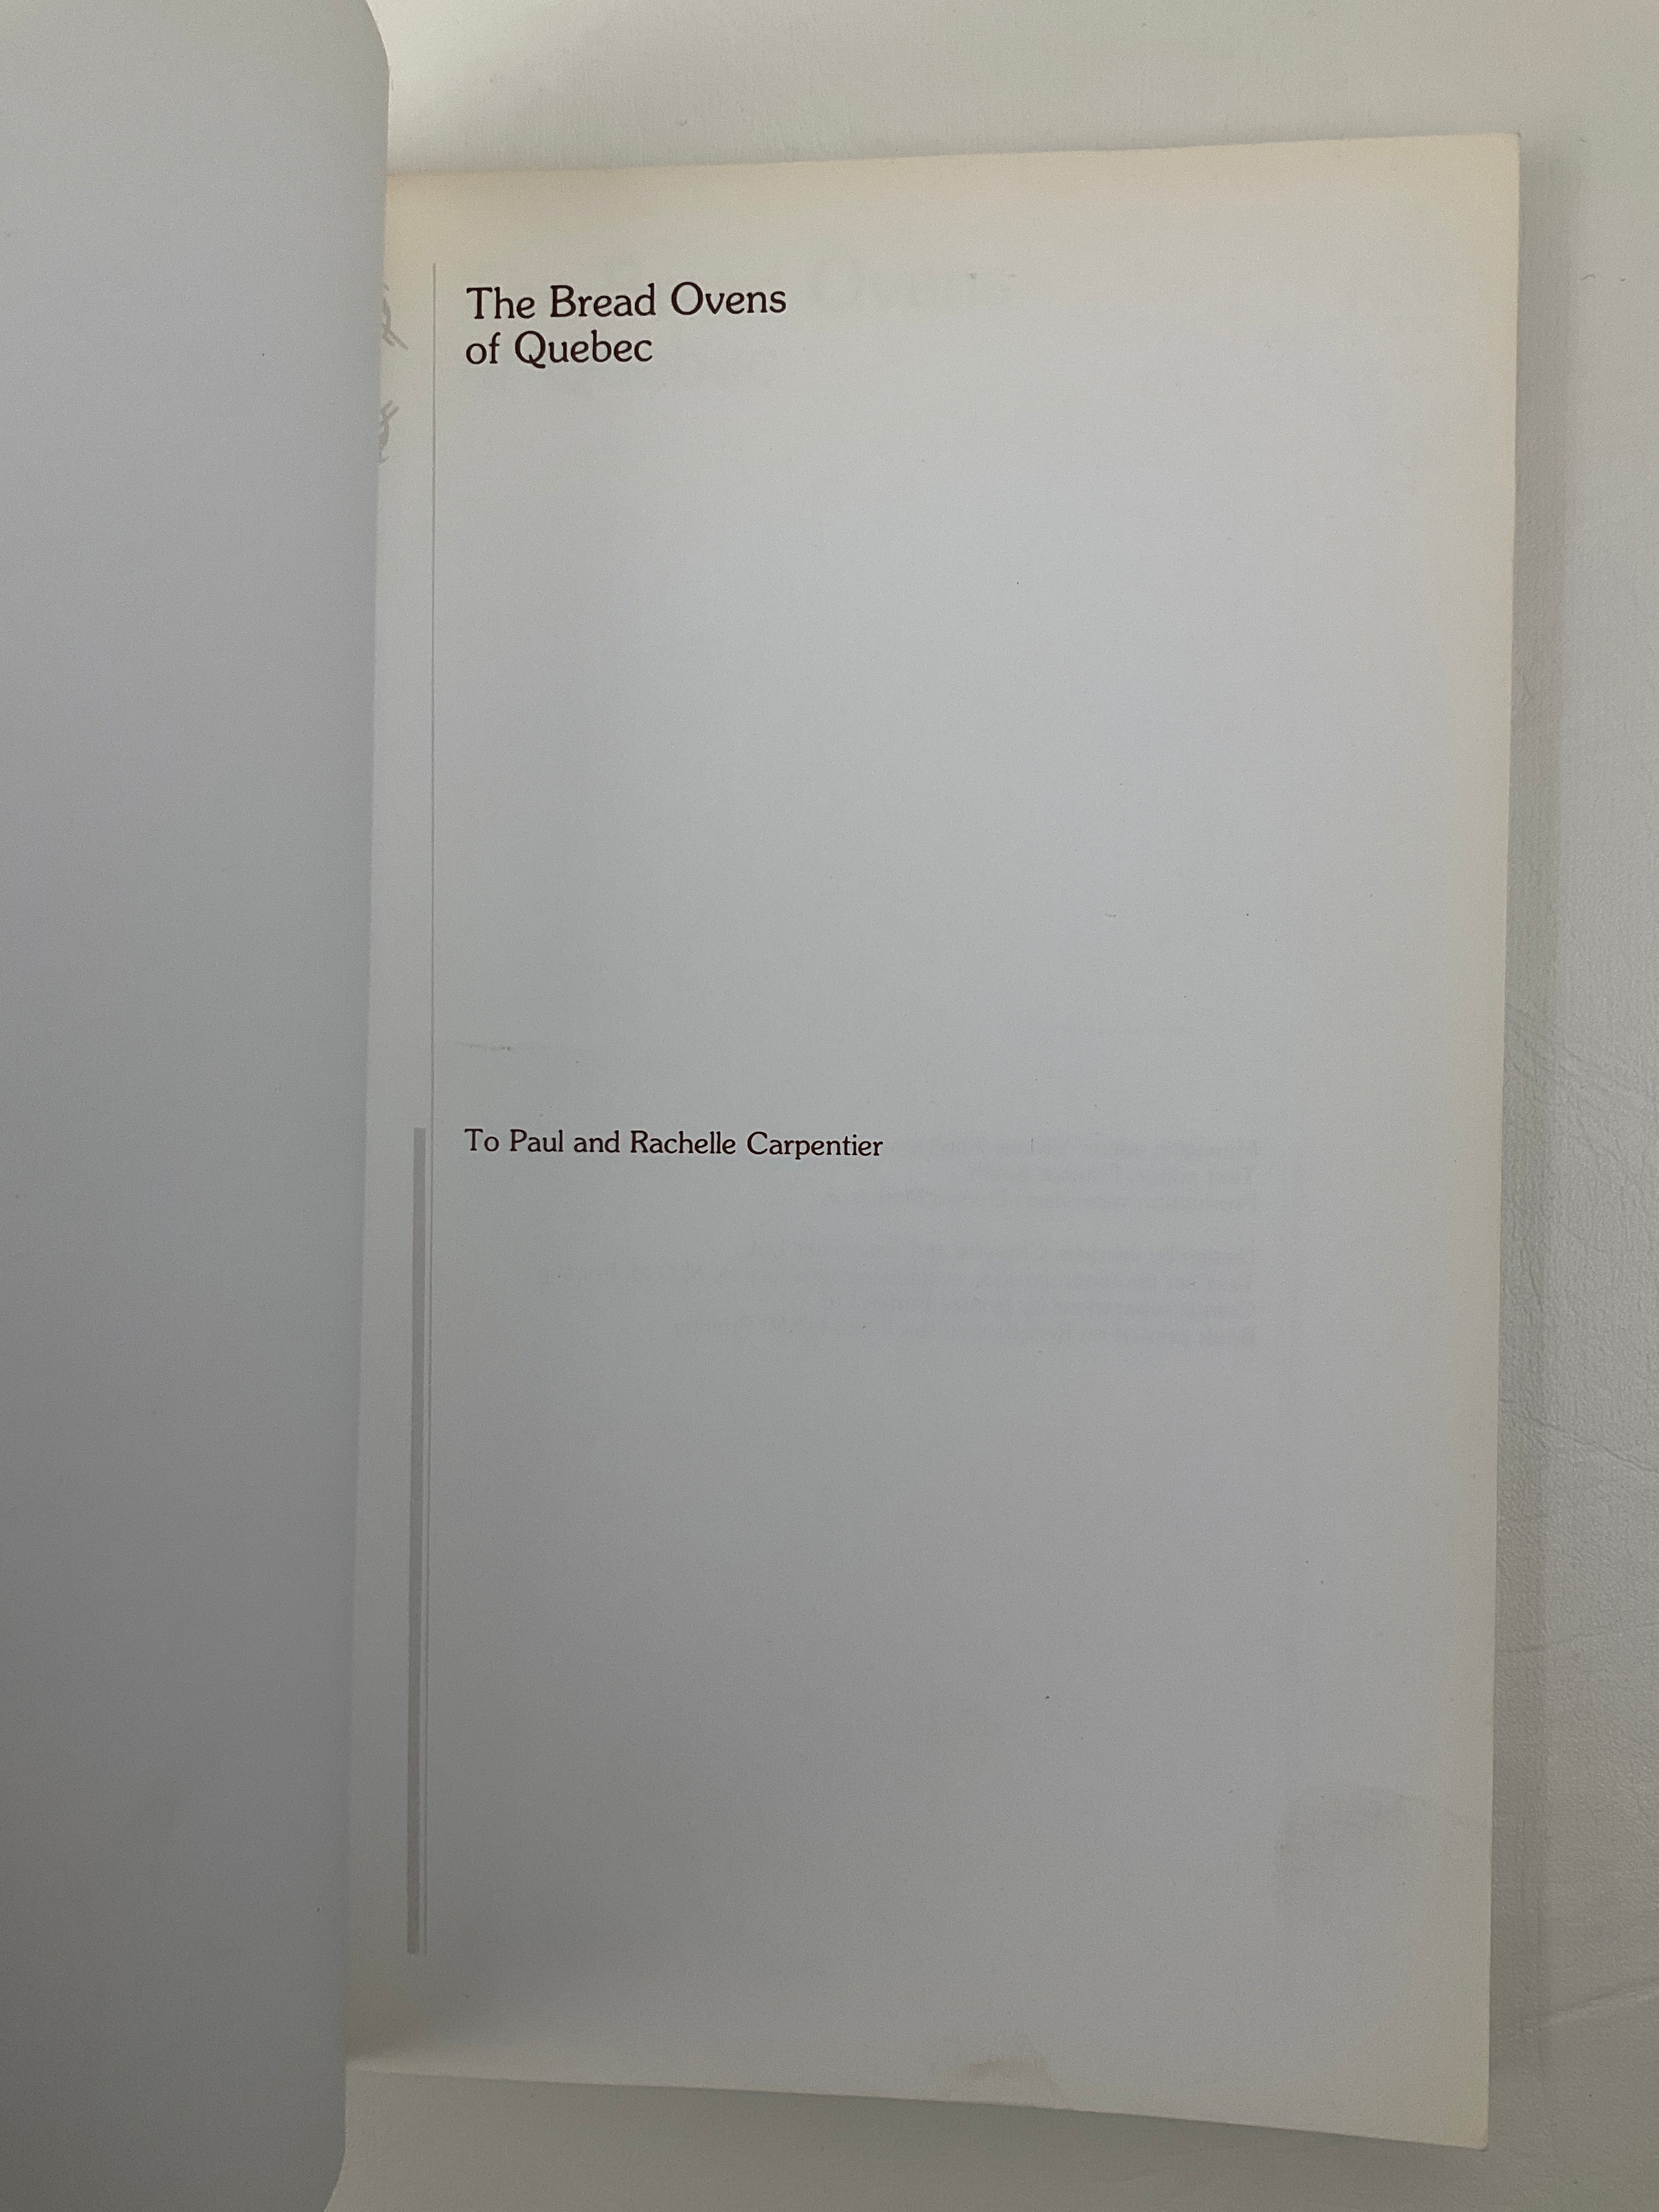 The Bread Ovens
of Quebec
To Paul and Rachelle Carpentier